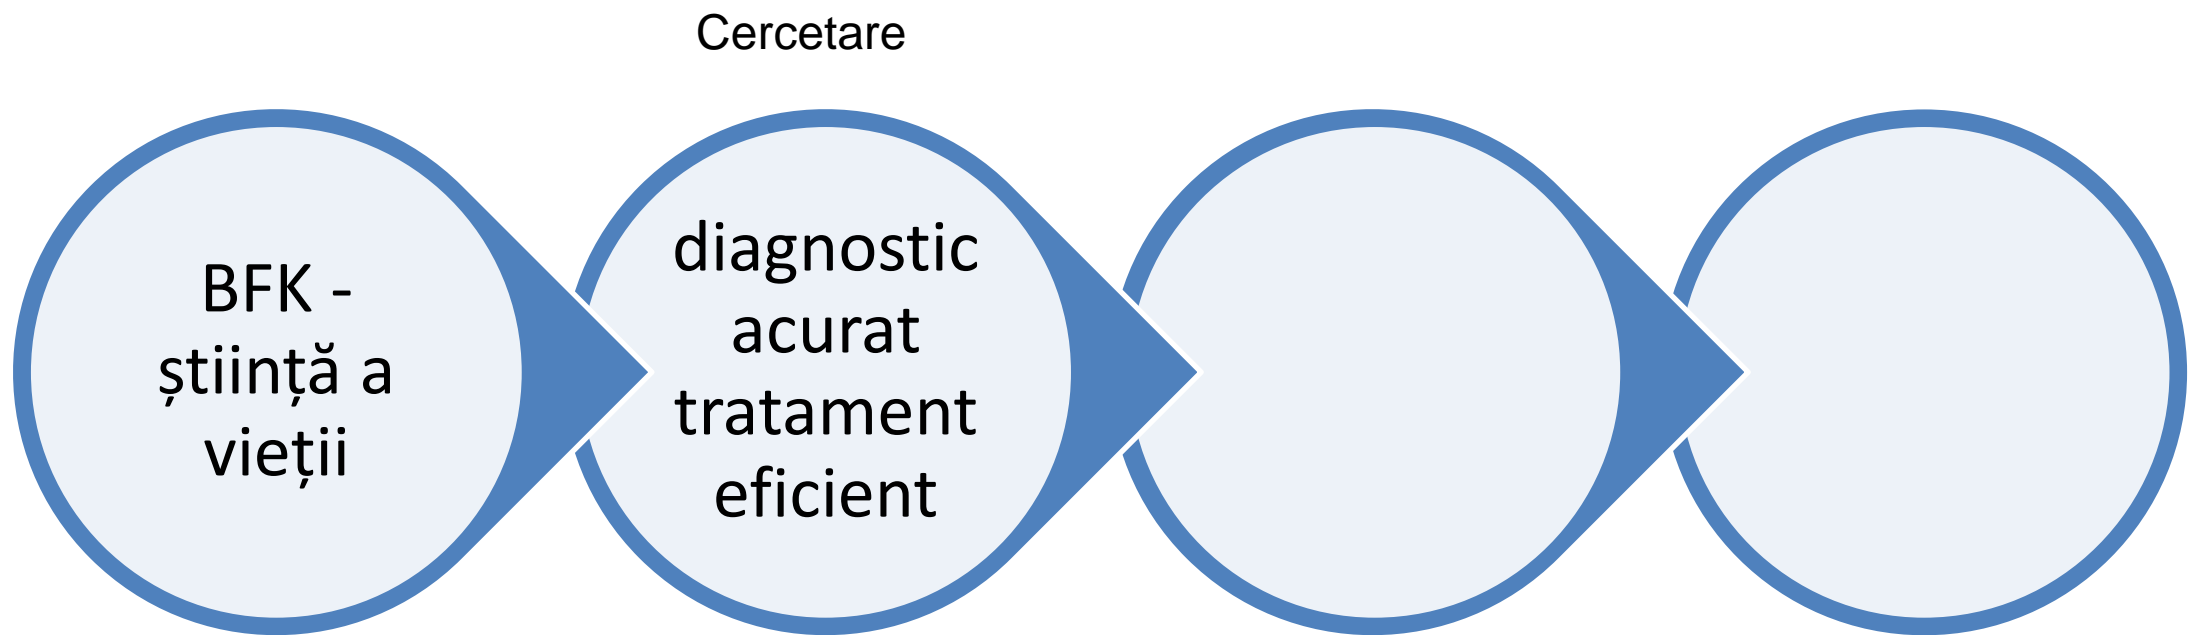 Cercetare
BFK -
știință a
vieții
diagnostic
acurat
tratament
eficient